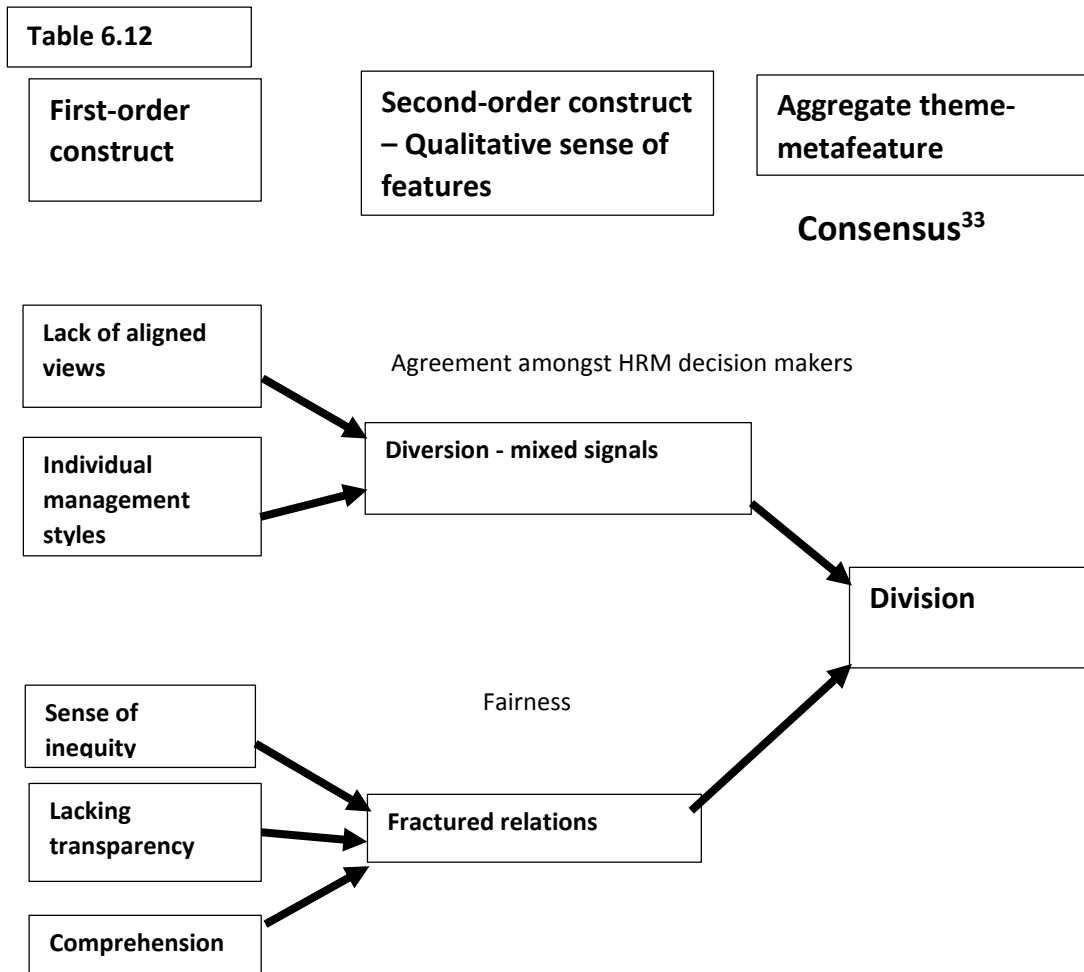 Table 6.12
First-order
construct
Second-order construct
– Qualitative sense of
features
Aggregate theme-
metafeature
Consensus³³
Lack of aligned
views
Agreement amongst HRM decision makers
Diversion - mixed signals
Individual
management
styles
Division
Fairness
Sense of
inequity
Lacking
transparency
Fractured relations
Comprehension